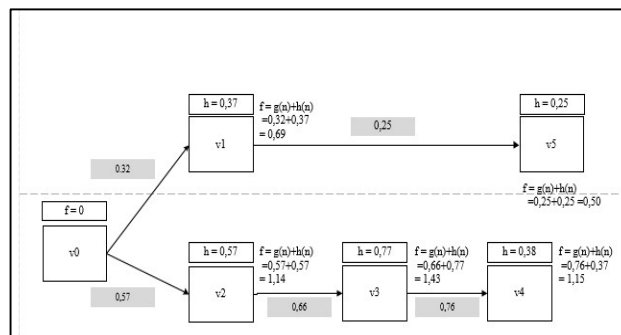 h = 0,37
f = g(n)+h(n)
=0,32+0,37
= 0,69
v1
0,25
h = 0,25
v5
f = g(n)+h(n)
=0,25+0,25 =0,50
0.32
f = 0
v0
0,57
h = 0,57
f = g(n)+h(n)
=0,57+0,57
= 1,14
v2
0,66
h = 0,77
f = g(n)+h(n)
=0,66+0,77
= 1,43
v3
0,76
h = 0,38
f = g(n)+h(n)
=0,76+0,37
= 1,15
v4